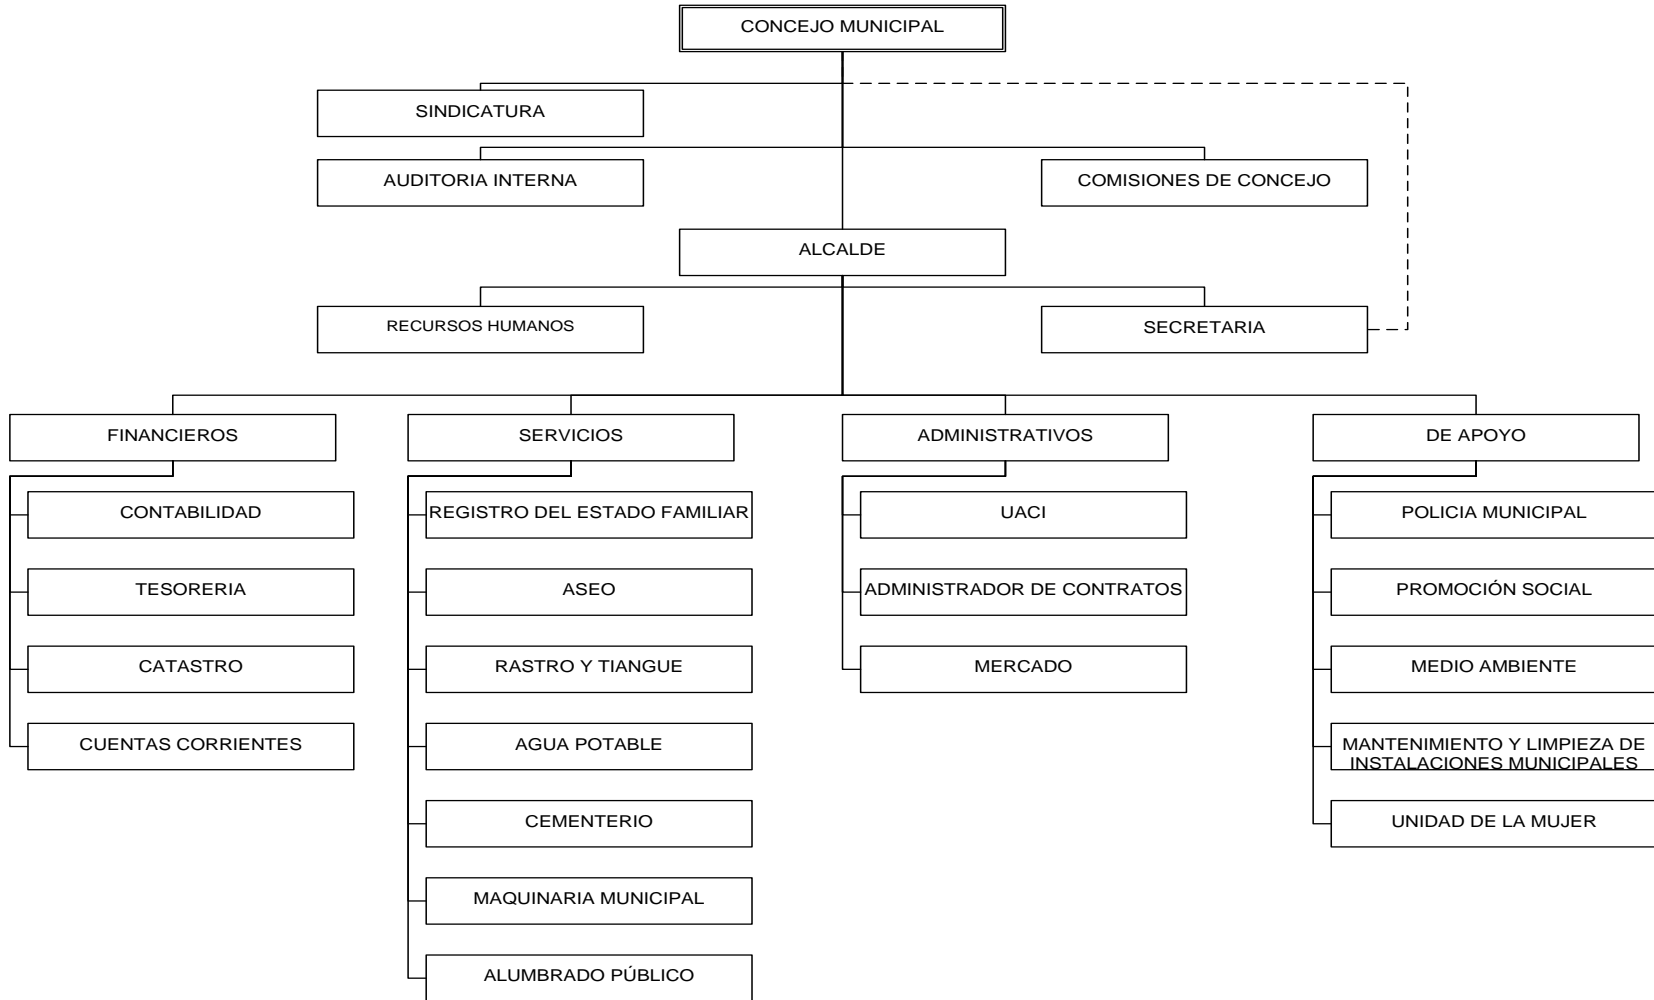 CONCEJO MUNICIPAL
SINDICATURA
AUDITORIA INTERNA
COMISIONES DE CONCEJO
ALCALDE
RECURSOS HUMANOS
SECRETARIA
FINANCIEROS
SERVICIOS
ADMINISTRATIVOS
DE APOYO
CONTABILIDAD
REGISTRO DEL ESTADO FAMILIAR
UACI
POLICIA MUNICIPAL
TESORERIA
ASEO
ADMINISTRADOR DE CONTRATOS
PROMOCIÓN SOCIAL
CATASTRO
RASTRO Y TIANGUE
MERCADO
MEDIO AMBIENTE
CUENTAS CORRIENTES
AGUA POTABLE
MANTENIMIENTO Y LIMPIEZA DE
INSTALACIONES MUNICIPALES
CEMENTERIO
UNIDAD DE LA MUJER
MAQUINARIA MUNICIPAL
ALUMBRADO PÚBLICO